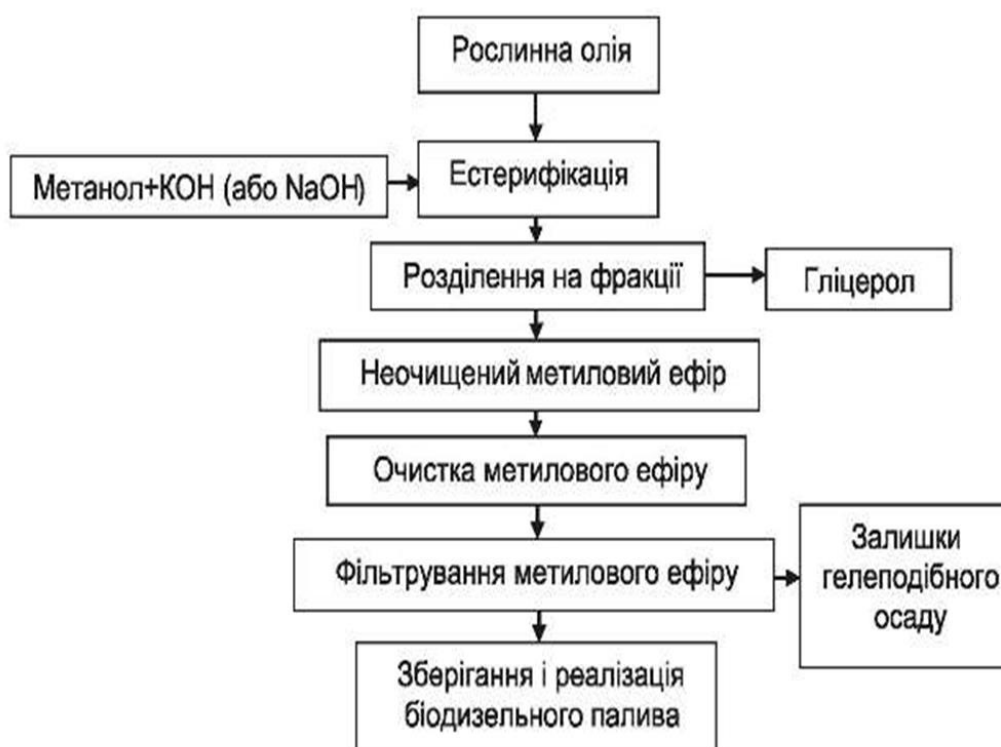 Рослинна олія
Метанол+КОН (або NaOH)
Естерифікація
Розділення на фракції
Гліцерол
Неочищений метиловий ефір
Очистка метилового ефіру
Фільтрування метилового ефіру
Залишки
гелеподібного
осаду
Зберігання і реалізація
біодизельного палива